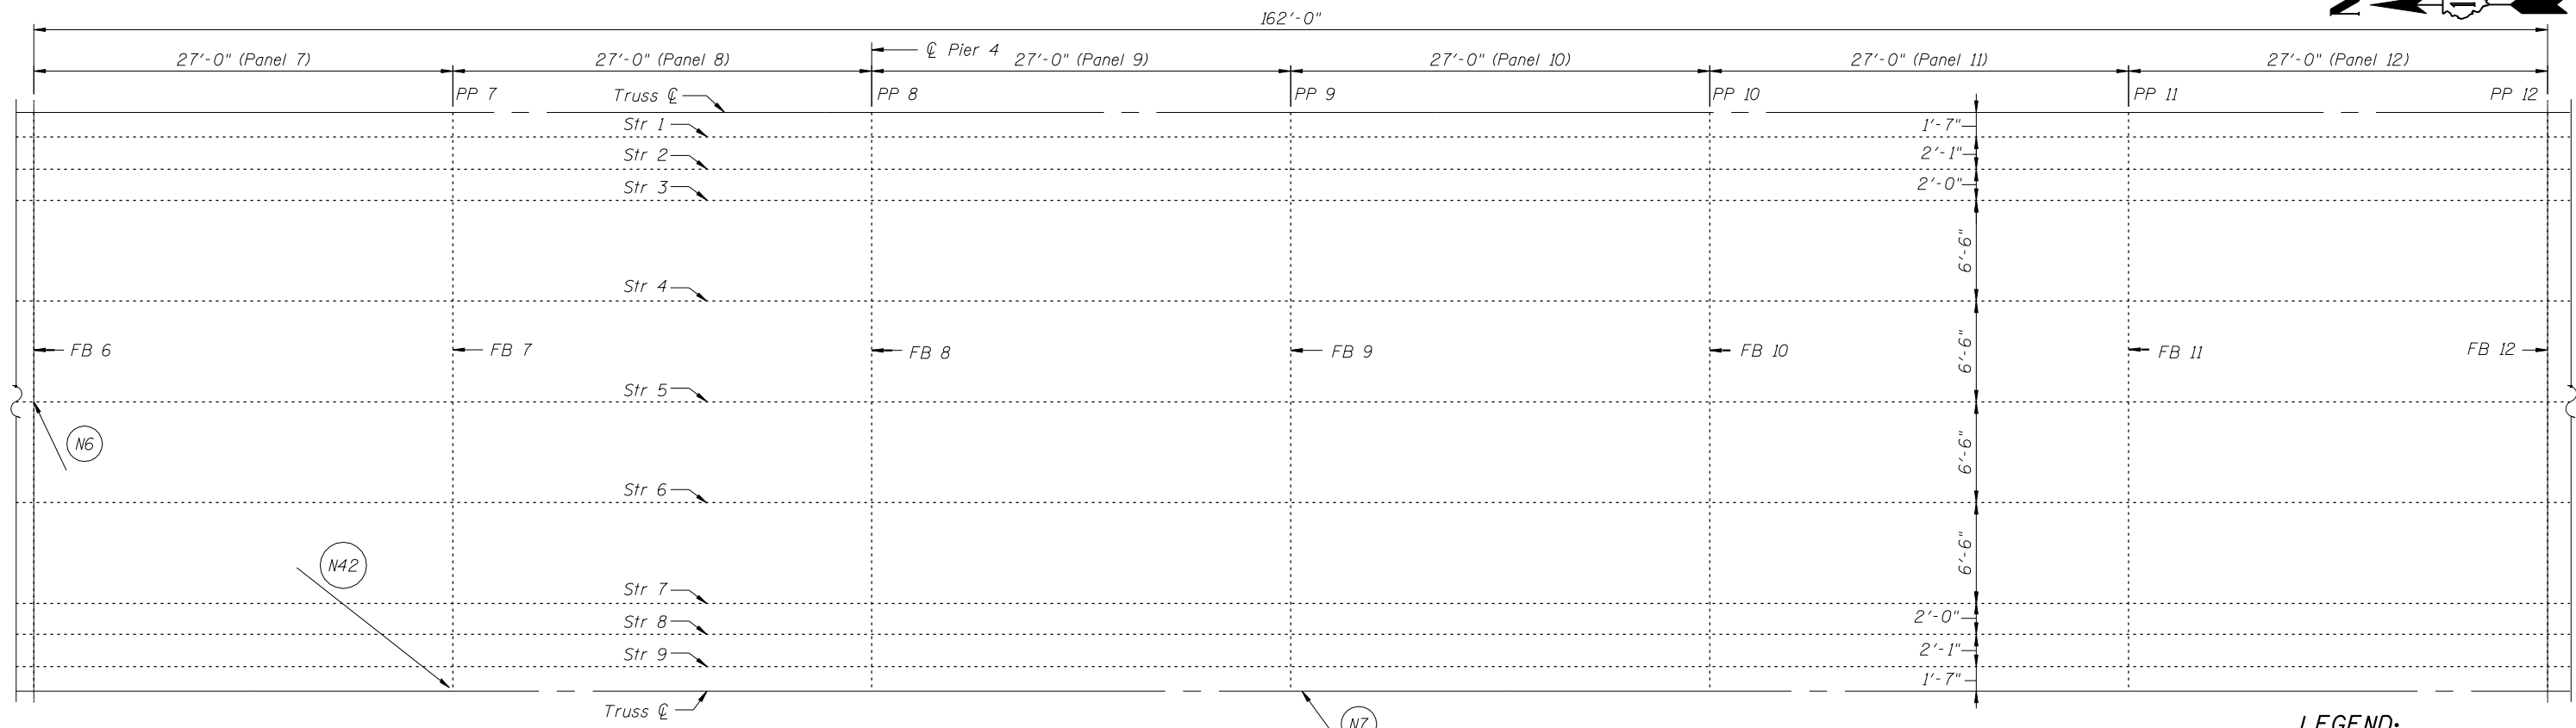 162'-0"
27'-0" (Panel 7)
27'-0" (Panel 8)
℄ Pier 4
27'-0" (Panel 9)
27'-0" (Panel 10)
27'-0" (Panel 11)
27'-0" (Panel 12)
PP 7
Truss ℄
PP 8
PP 9
PP 10
PP 11
PP 12
Str 1
1'-7"
Str 2
2'-1"
Str 3
2'-0"
6'-6"
Str 4
FB 6
FB 7
FB 8
FB 9
6'-6"
FB 10
FB 11
FB 12
Str 5
N6
6'-6"
Str 6
N42
6'-6"
Str 7
2'-0"
Str 8
2'-1"
Str 9
1'-7"
Truss ℄
N7
LEGEND: